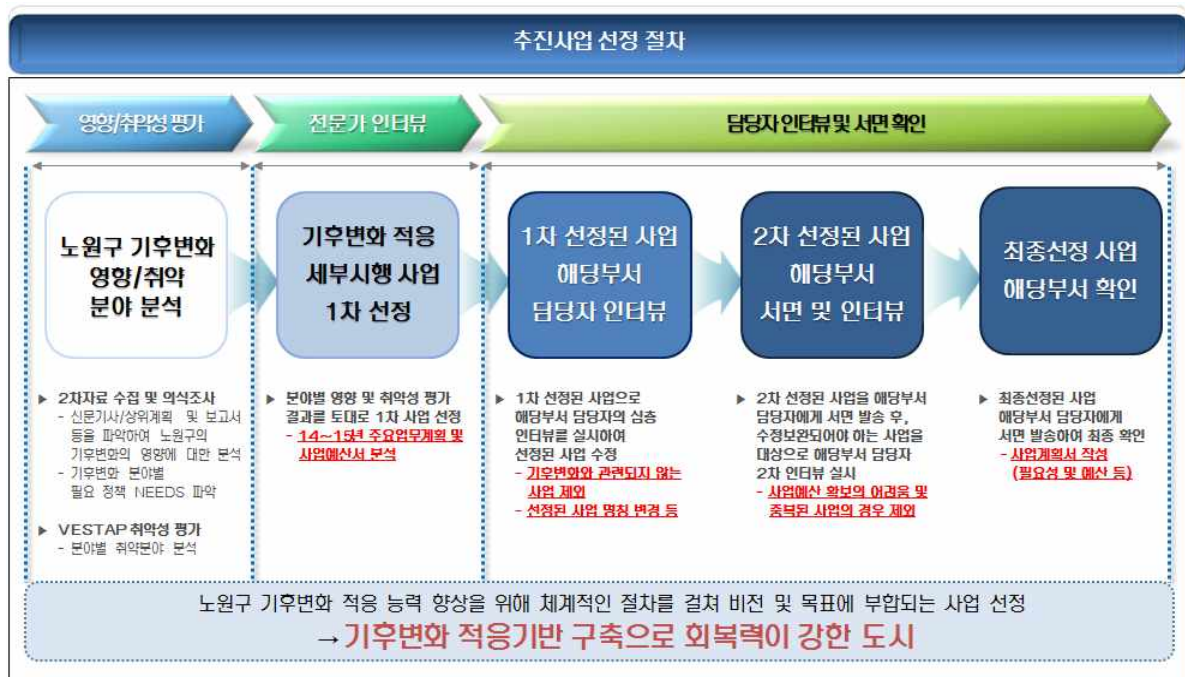 추진사업 선정 절차
영향/취약성 평가
전문가 인터뷰
담당자 인터뷰 및 서면 확인
노원구 기후변화
영향/취약
분야 분석
기후변화 적응
세부시행 사업
1차 선정
1차 선정된 사업
해당부서
담당자 인터뷰
2차 선정된 사업
해당부서
서면 및 인터뷰
최종선정 사업
해당부서 확인
▶ 2차자료 수집 및 의식조사
- 신문기사/상위계획 및 보고서
등을 파악하여 노원구의
기후변화의 영향에 대한 분석
- 기후변화 분야별
필요 정책 NEEDS 파악
▶ VESTAP 취약성 평가
- 분야별 취약분야 분석
▶ 분야별 영향 및 취약성 평가
결과를 토대로 1차 사업 선정
- 14~15년 주요업무계획 및
사업예산서 분석
▶ 1차 선정된 사업으로
해당부서 담당자의 심층
인터뷰를 실시하여
선정된 사업 수정
- 기후변화와 관련되지 않는
사업 제외
- 선정된 사업 명칭 변경 등
▶ 2차 선정된 사업을 해당부서
담당자에게 서면 발송 후,
수정보완되어야 하는 사업을
대상으로 해당부서 담당자
2차 인터뷰 실시
- 사업예산 확보의 어려움 및
중복된 사업의 경우 제외
▶ 최종선정된 사업
해당부서 담당자에게
서면 발송하여 최종 확인
- 사업계획서 작성
(필요성 및 예산 등)
노원구 기후변화 적응 능력 향상을 위해 체계적인 절차를 걸쳐 비전 및 목표에 부합되는 사업 선정
→기후변화 적응기반 구축으로 회복력이 강한 도시